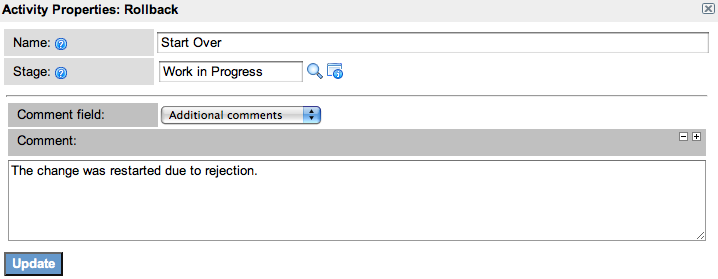 Activity Properties: Rollback
Name: Start Over
Stage: Work in Progress
Comment field: Additional comments
Comment:
The change was restarted due to rejection.
Update